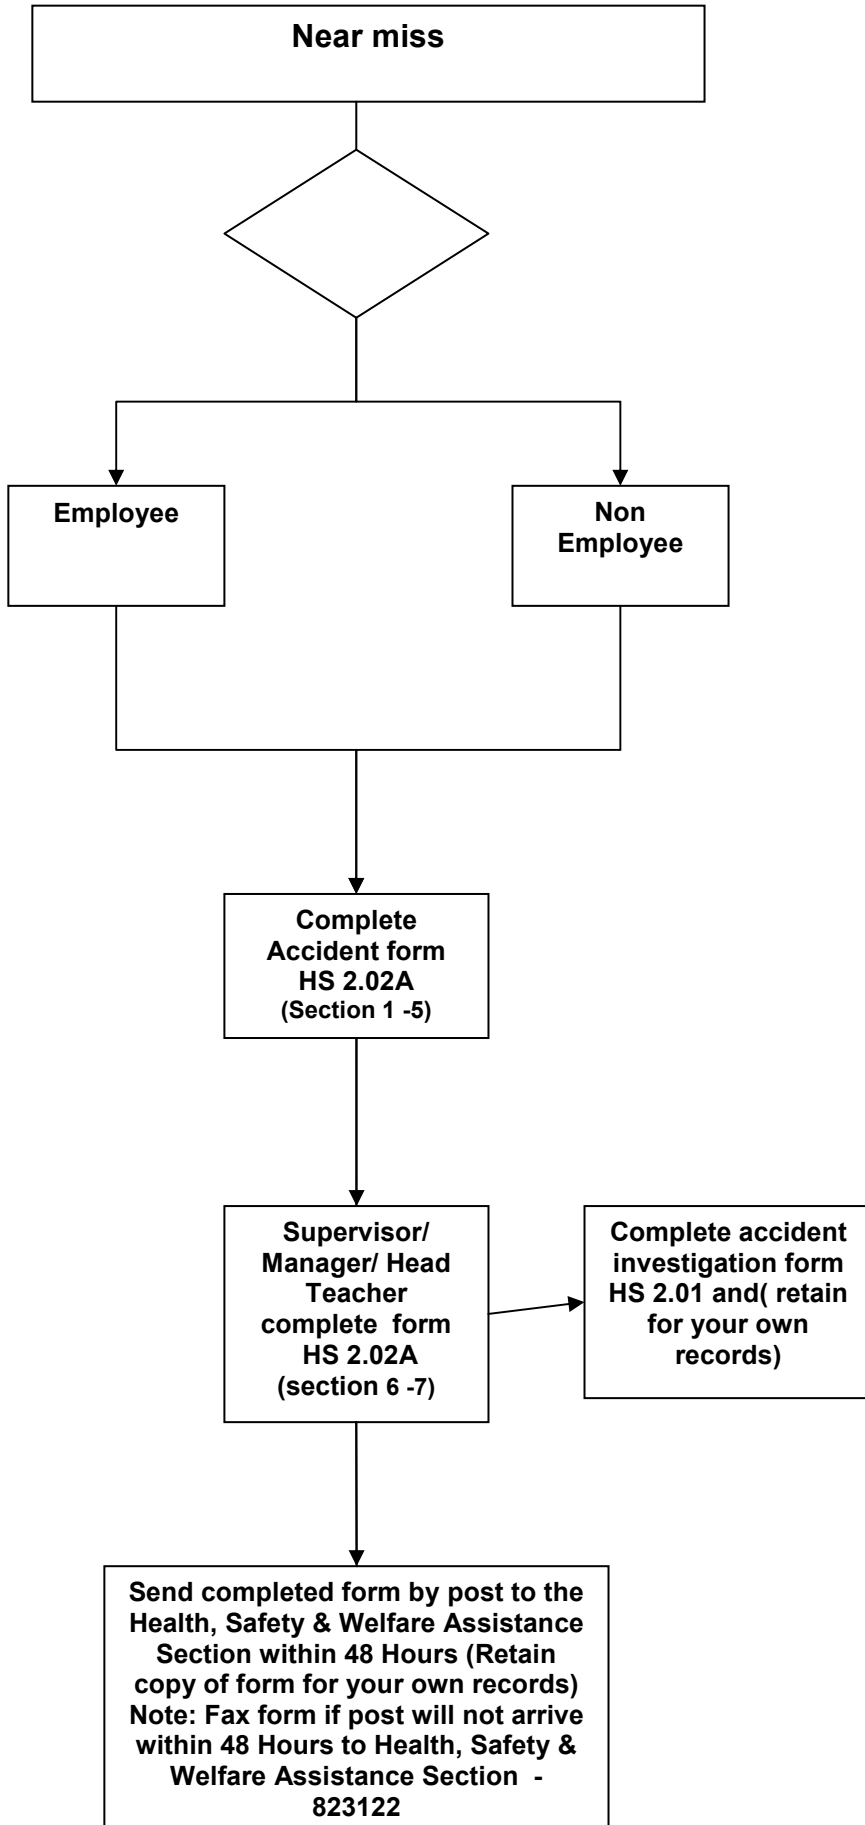 Near miss
Employee
Non
Employee
Complete
Accident form
HS 2.02A
(Section 1 -5)
Supervisor/
Manager/ Head
Teacher
complete  form
HS 2.02A
(section 6 -7)
Complete accident
investigation form
HS 2.01 and( retain
for your own
records)
Send completed form by post to the
Health, Safety & Welfare Assistance
Section within 48 Hours (Retain
copy of form for your own records)
Note: Fax form if post will not arrive
within 48 Hours to Health, Safety &
Welfare Assistance Section  -
823122